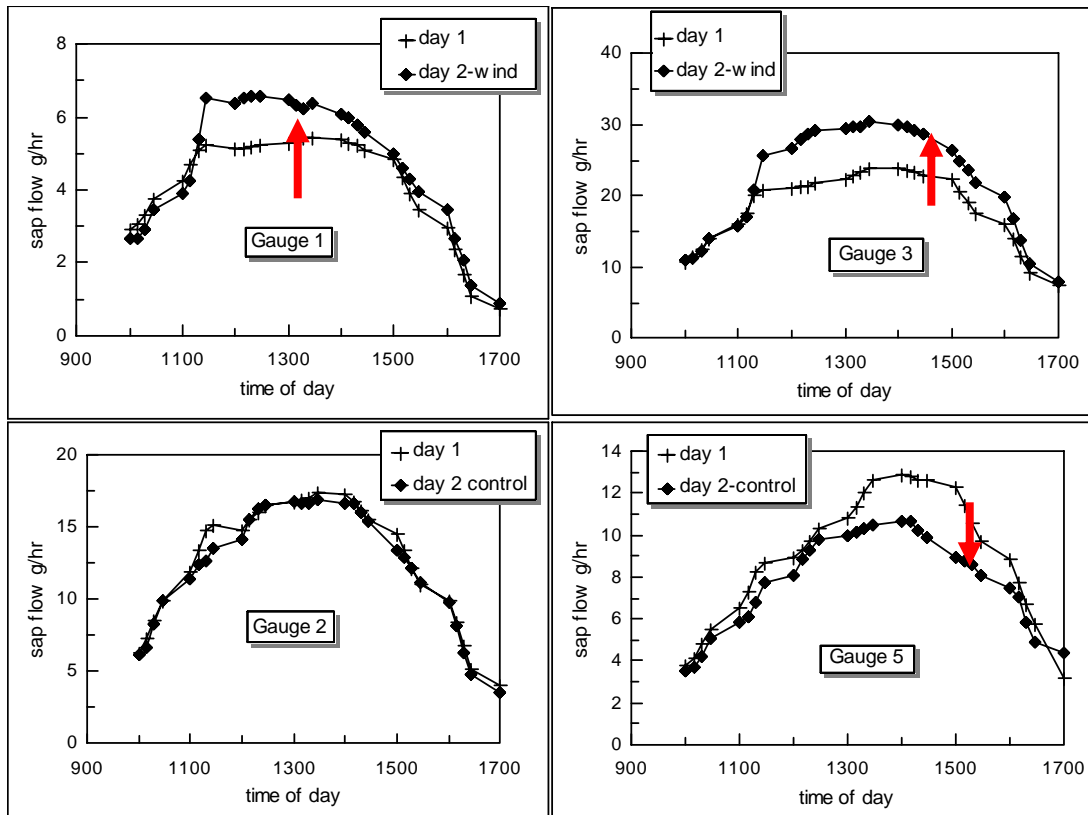 8
6
4
2
0
sap flow g/hr
day 1
day 2-wind
Gauge 1
900
1100
1300
1500
1700
time of day
40
30
20
10
0
sap flow g/hr
day 1
day 2-wind
Gauge 3
900
1100
1300
1500
1700
time of day
20
15
10
5
0
sap flow g/hr
day 1
day 2 control
Gauge 2
900
1100
1300
1500
1700
time of day
14
12
10
8
6
4
2
0
sap flow g/hr
day 1
day 2-control
Gauge 5
900
1100
1300
1500
1700
time of day